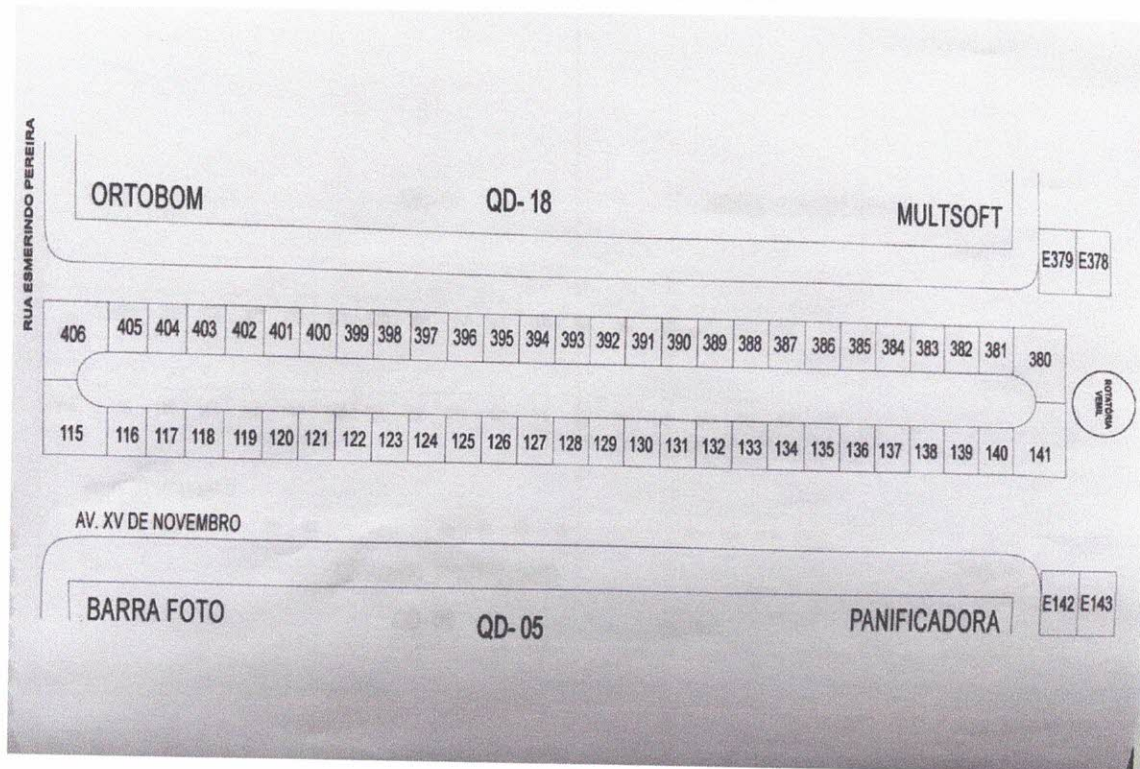 RUA ESMERINDO PEREIRA
ORTOBOM QD- 18 MULTSOFT
E379 E378
406 405 404 403 402 401 400 399 398 397 396 395 394 393 392 391 390 389 388 387 386 385 384 383 382 381 380
ROTATÓRIA
VEMIL
115 116 117 118 119 120 121 122 123 124 125 126 127 128 129 130 131 132 133 134 135 136 137 138 139 140 141
AV. XV DE NOVEMBRO
E142 E143
BARRA FOTO QD- 05 PANIFICADORA